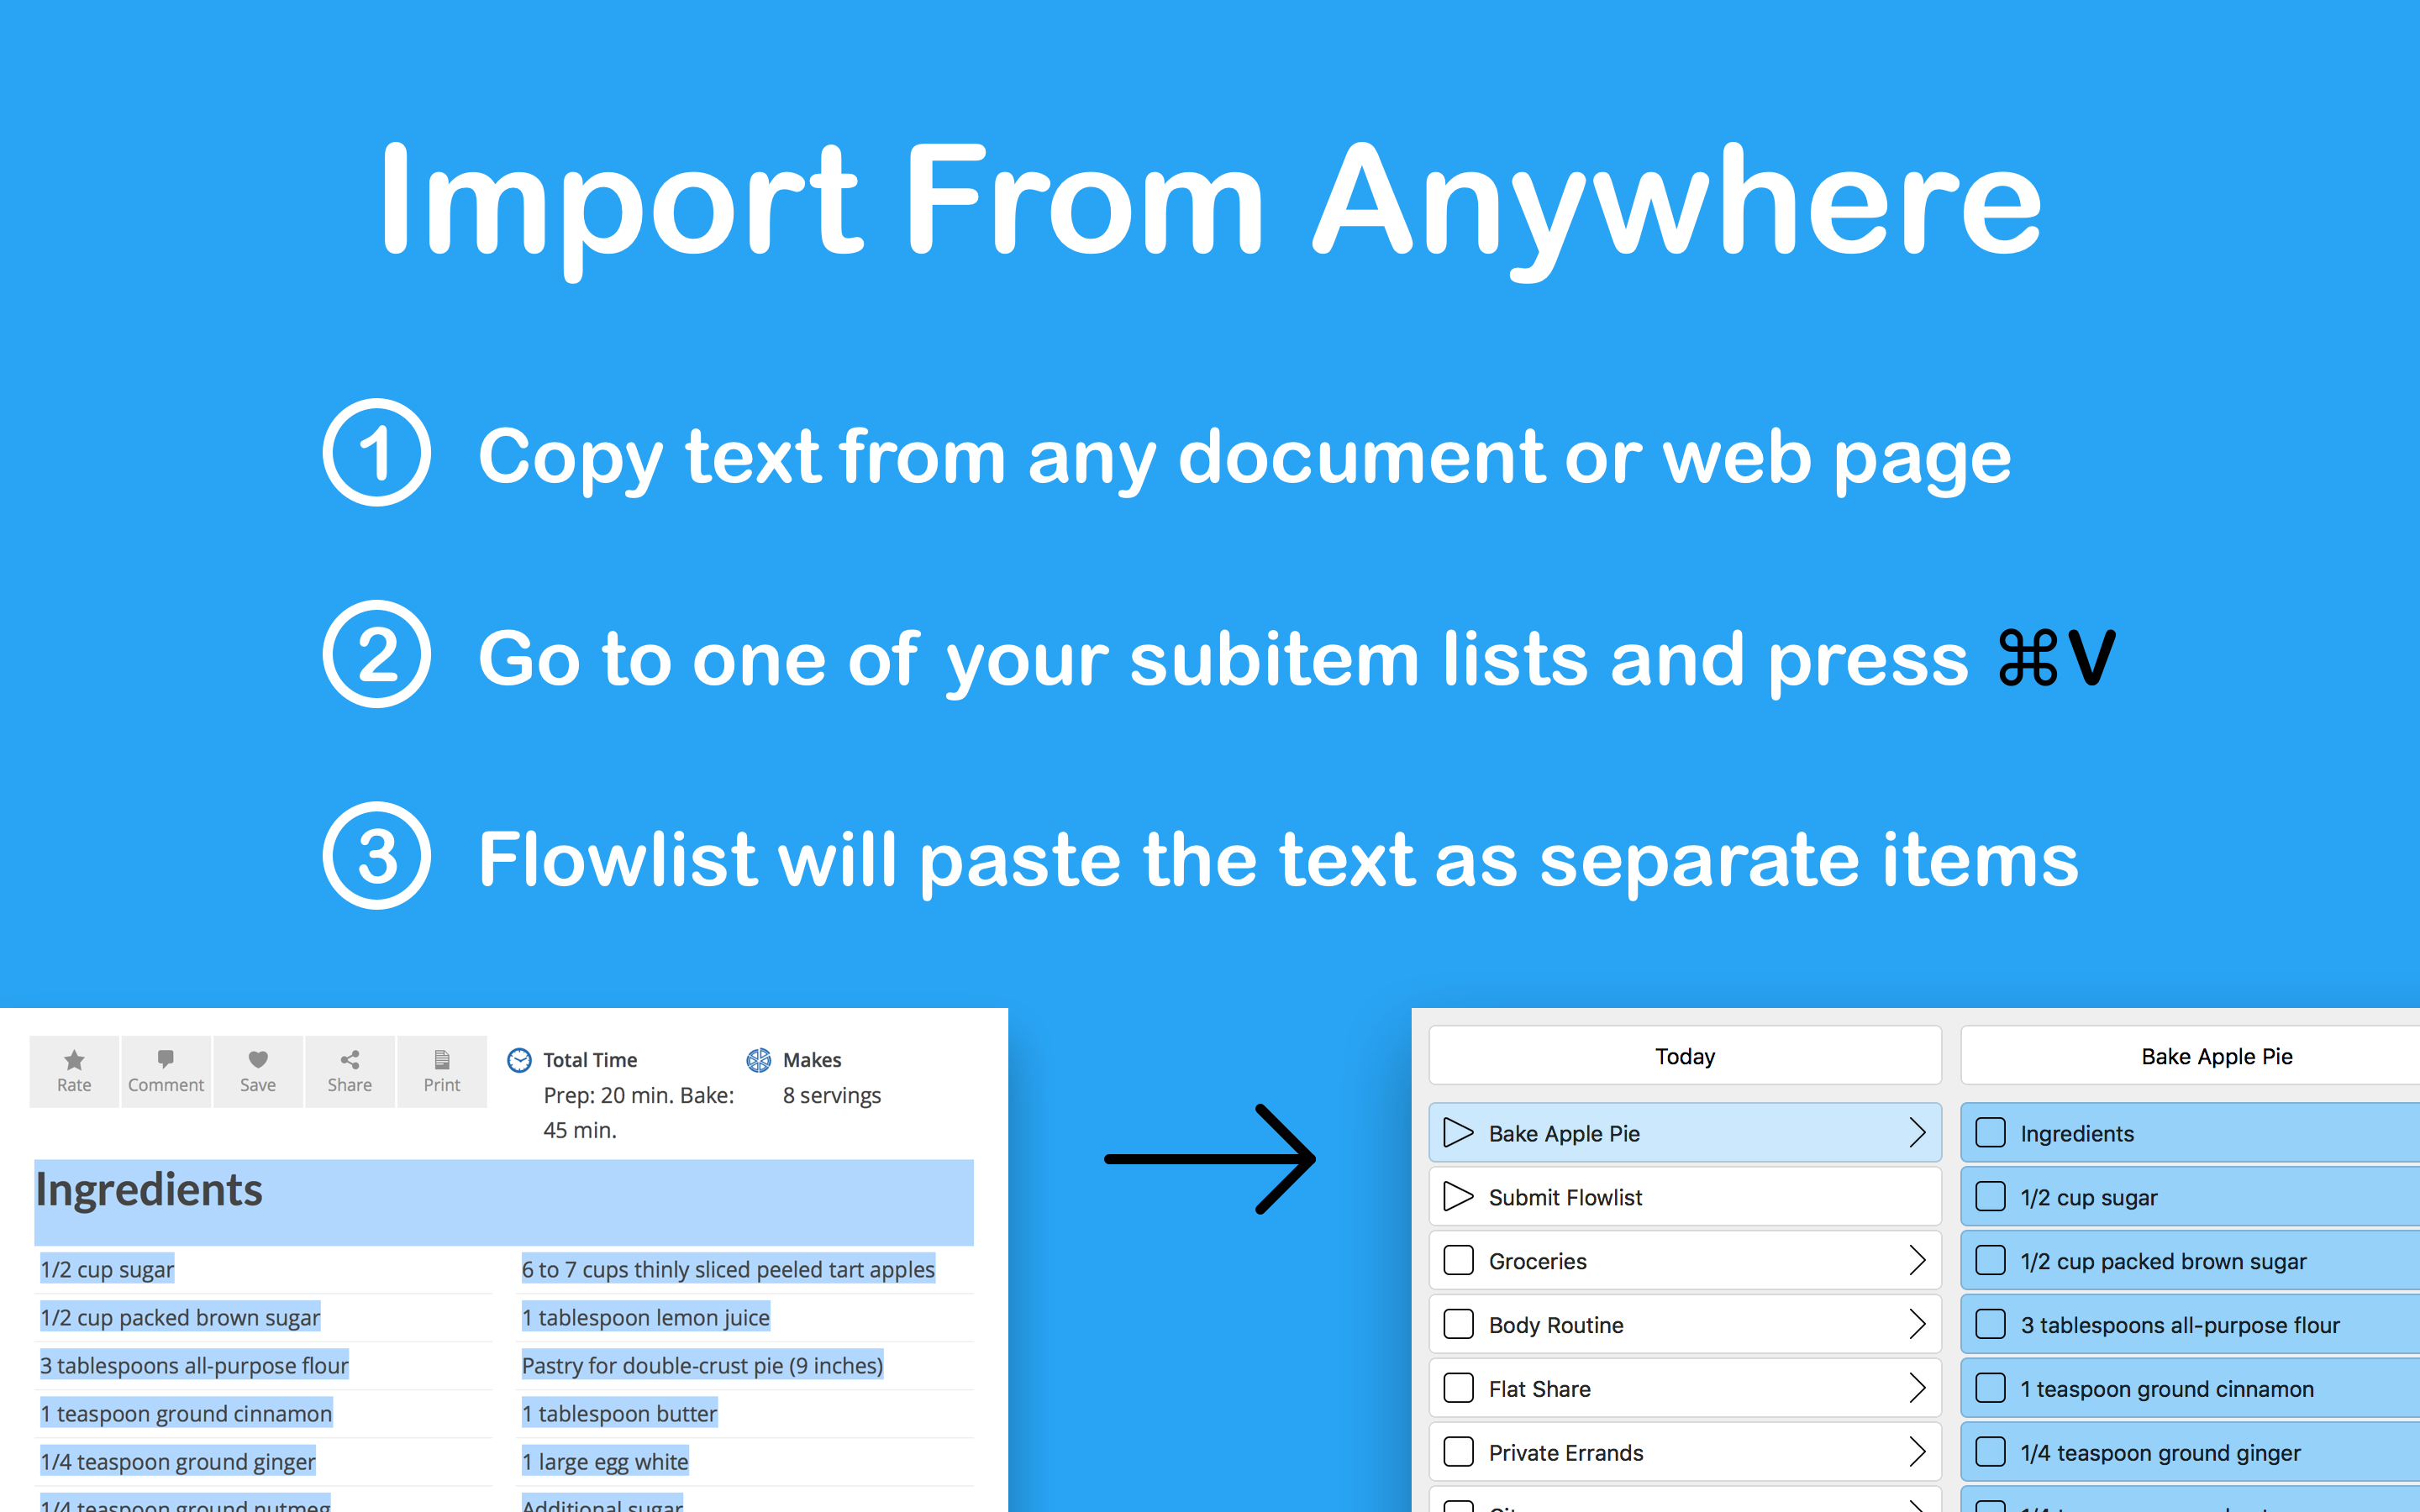 Import From Anywhere
1 Copy text from any document or web page
2 Go to one of your subitem lists and press ⌘V
3 Flowlist will paste the text as separate items
Rate
Comment
Save
Share
Print
Total Time
Prep: 20 min. Bake:
45 min.
Makes
8 servings
Ingredients
1/2 cup sugar
1/2 cup packed brown sugar
3 tablespoons all-purpose flour
1 teaspoon ground cinnamon
1/4 teaspoon ground ginger
1/4 teaspoon ground nutmeg
6 to 7 cups thinly sliced peeled tart apples
1 tablespoon lemon juice
Pastry for double-crust pie (9 inches)
1 tablespoon butter
1 large egg white
Additional sugar
Today
Bake Apple Pie
Submit Flowlist
Groceries
Body Routine
Flat Share
Private Errands
Bake Apple Pie
Ingredients
1/2 cup sugar
1/2 cup packed brown sugar
3 tablespoons all-purpose flour
1 teaspoon ground cinnamon
1/4 teaspoon ground ginger